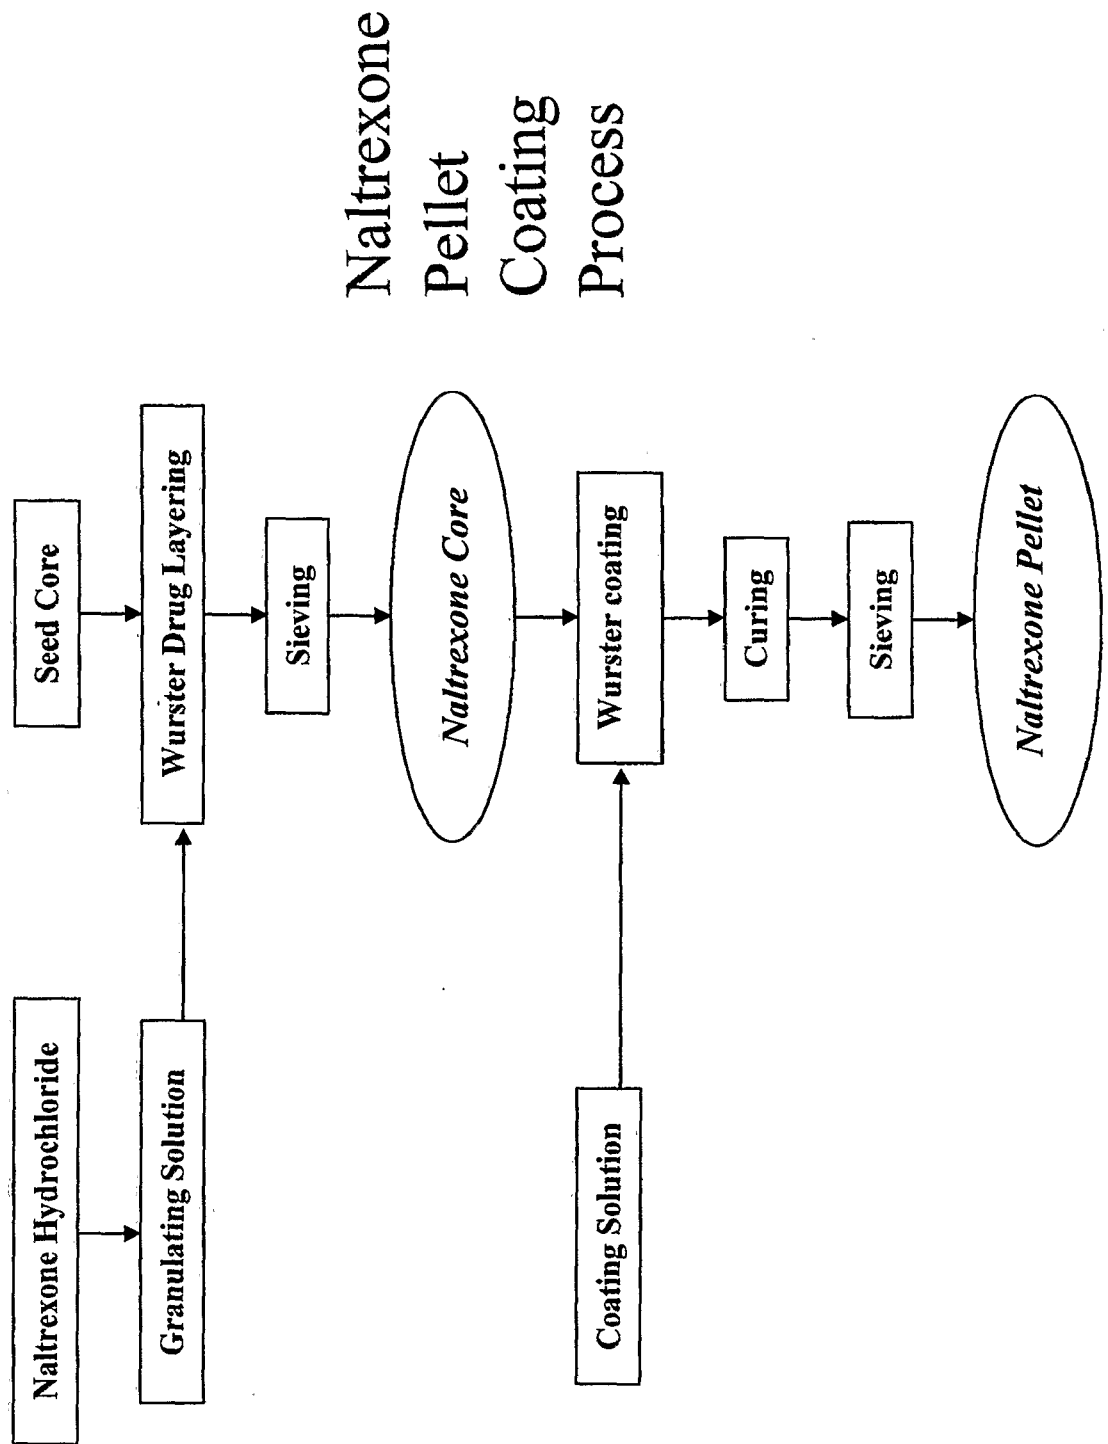 Naltrexone Hydrochloride
Granulating Solution
Coating Solution
Seed Core
Wurster Drug Layering
Sieving
Naltrexone Core
Wurster coating
Curing
Sieving
Naltrexone Pellet
Naltrexone
Pellet
Coating
Process